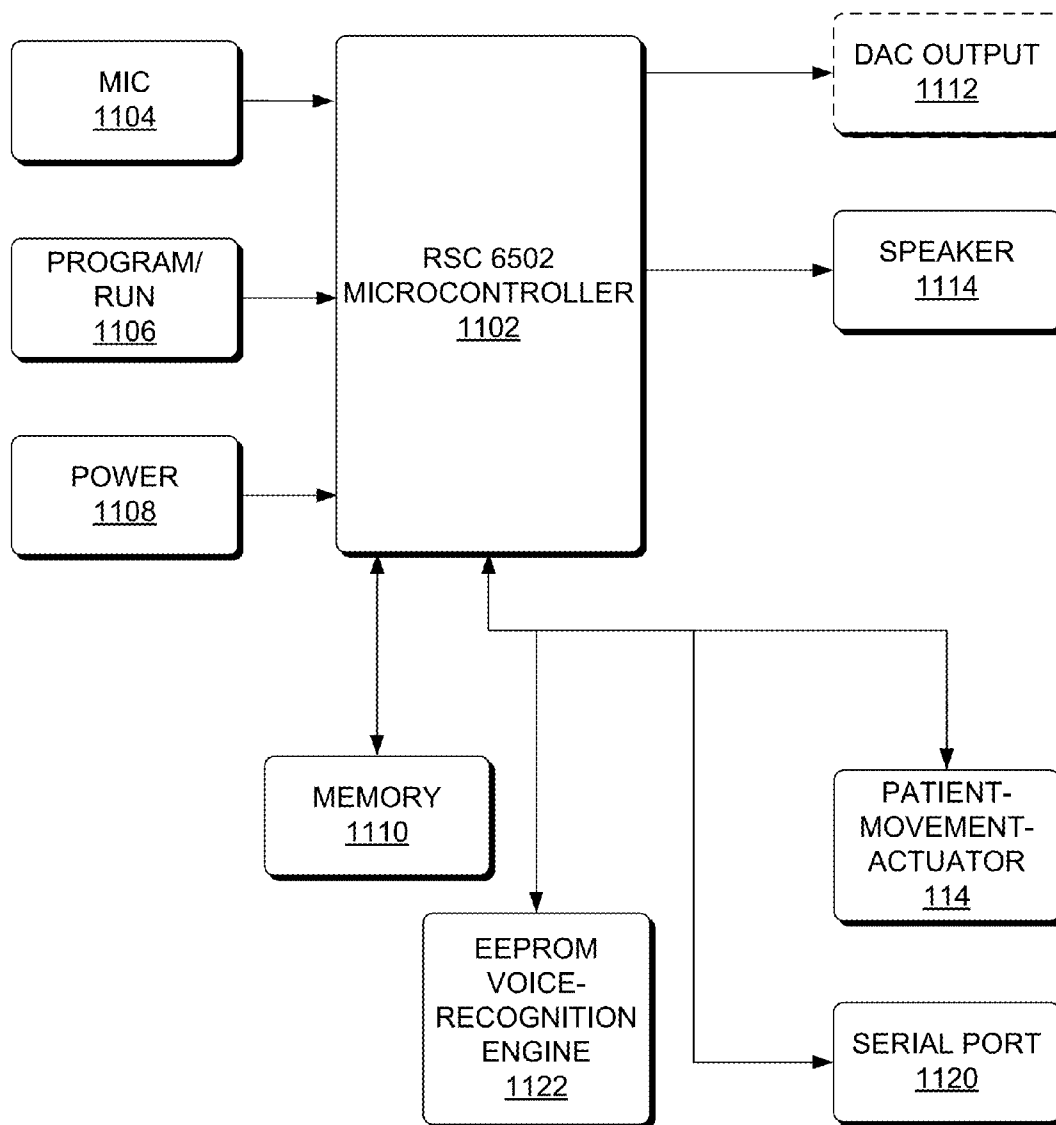 MIC
1104
PROGRAM/
RUN
1106
POWER
1108
RSC 6502
MICROCONTROLLER
1102
DAC OUTPUT
1112
SPEAKER
1114
MEMORY
1110
EEPROM
VOICE-
RECOGNITION
ENGINE
1122
PATIENT-
MOVEMENT-
ACTUATOR
114
SERIAL PORT
1120